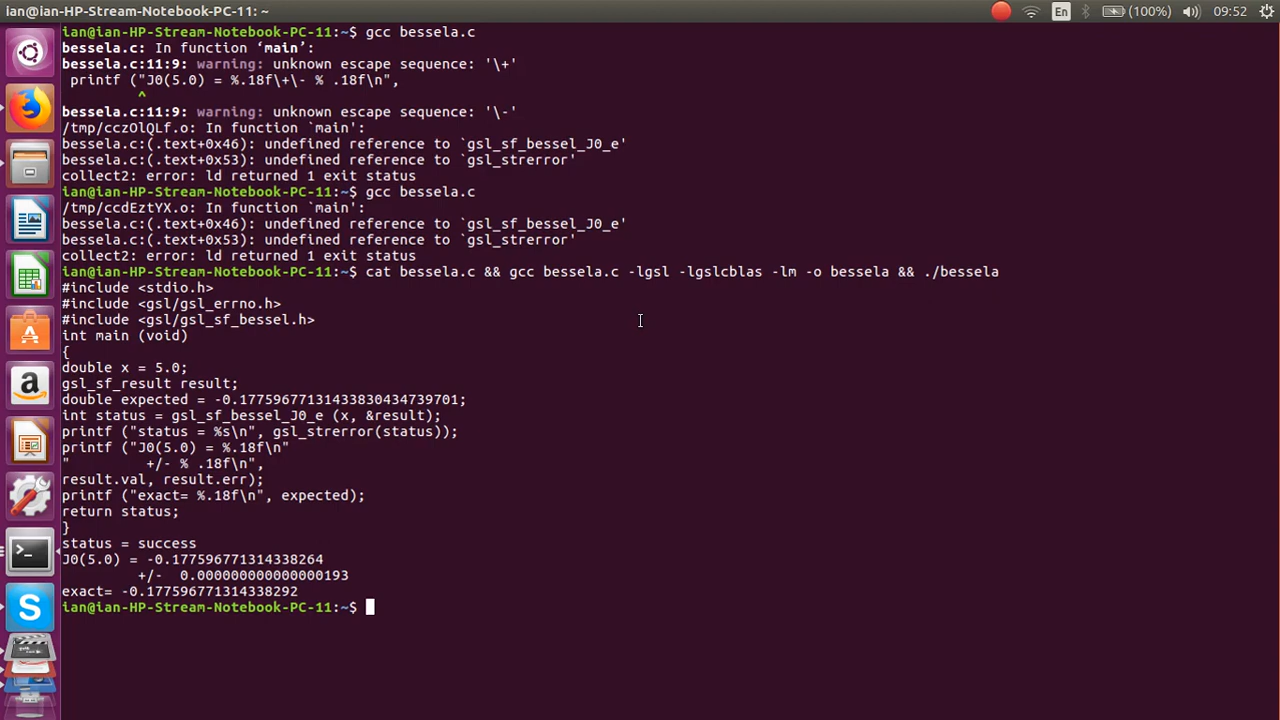 ian@ian-HP-Stream-Notebook-PC-11: ~
En
(100%)
09:52
ian@ian-HP-Stream-Notebook-PC-11:~$ gcc bessela.c
bessela.c: In function ‘main’:
bessela.c:11:9: warning: unknown escape sequence: '\+'
 printf ("J0(5.0) = %.18f\+\- % .18f\n",
         ^
bessela.c:11:9: warning: unknown escape sequence: '\-'
/tmp/cczOlQLf.o: In function `main':
bessela.c:(.text+0x46): undefined reference to `gsl_sf_bessel_J0_e'
bessela.c:(.text+0x53): undefined reference to `gsl_strerror'
collect2: error: ld returned 1 exit status
ian@ian-HP-Stream-Notebook-PC-11:~$ gcc bessela.c
/tmp/ccdEztYX.o: In function `main':
bessela.c:(.text+0x46): undefined reference to `gsl_sf_bessel_J0_e'
bessela.c:(.text+0x53): undefined reference to `gsl_strerror'
collect2: error: ld returned 1 exit status
ian@ian-HP-Stream-Notebook-PC-11:~$ cat bessela.c && gcc bessela.c -lgsl -lgslcblas -lm -o bessela && ./bessela
#include <stdio.h>
#include <gsl/gsl_errno.h>
#include <gsl/gsl_sf_bessel.h>
int main (void)
{
double x = 5.0;
gsl_sf_result result;
double expected = -0.17759677131433830434739701;
int status = gsl_sf_bessel_J0_e (x, &result);
printf ("status = %s\n", gsl_strerror(status));
printf ("J0(5.0) = %.18f\n"
"         +/- % .18f\n",
result.val, result.err);
printf ("exact= %.18f\n", expected);
return status;
}
status = success
J0(5.0) = -0.177596771314338264
         +/-  0.000000000000000193
exact= -0.177596771314338292
ian@ian-HP-Stream-Notebook-PC-11:~$